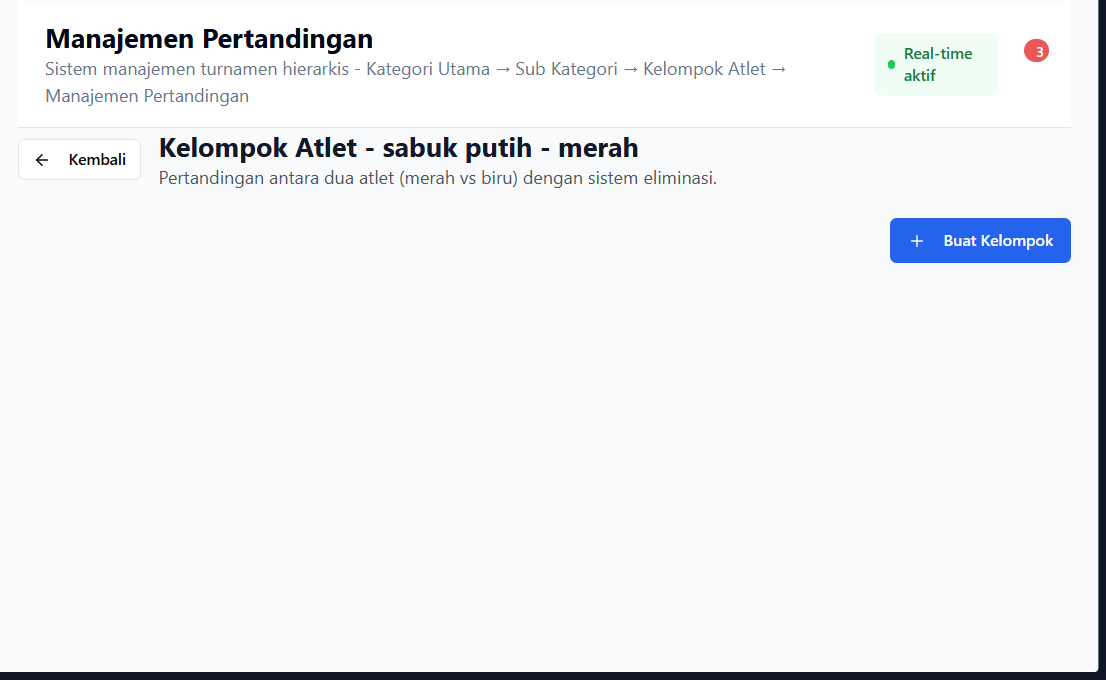 Manajemen Pertandingan
Sistem manajemen turnamen hierarkis - Kategori Utama → Sub Kategori → Kelompok Atlet →
Manajemen Pertandingan
Real-time
aktif
3
Kembali
Kelompok Atlet - sabuk putih - merah
Pertandingan antara dua atlet (merah vs biru) dengan sistem eliminasi.
Buat Kelompok